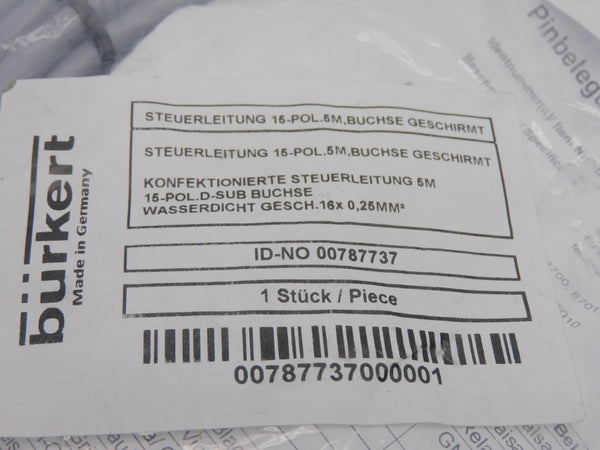 bürkert
Made in Germany
STEUERLEITUNG 15-POL.5M,BUCHSE GESCHIRMT
STEUERLEITUNG 15-POL.5M,BUCHSE GESCHIRMT
KONFEKTIONIERTE STEUERLEITUNG 5M
15-POL.D-SUB BUCHSE
WASSERDICHT GESCH.16x 0,25MM²
ID-NO 00787737
1 Stück / Piece
00787737000001